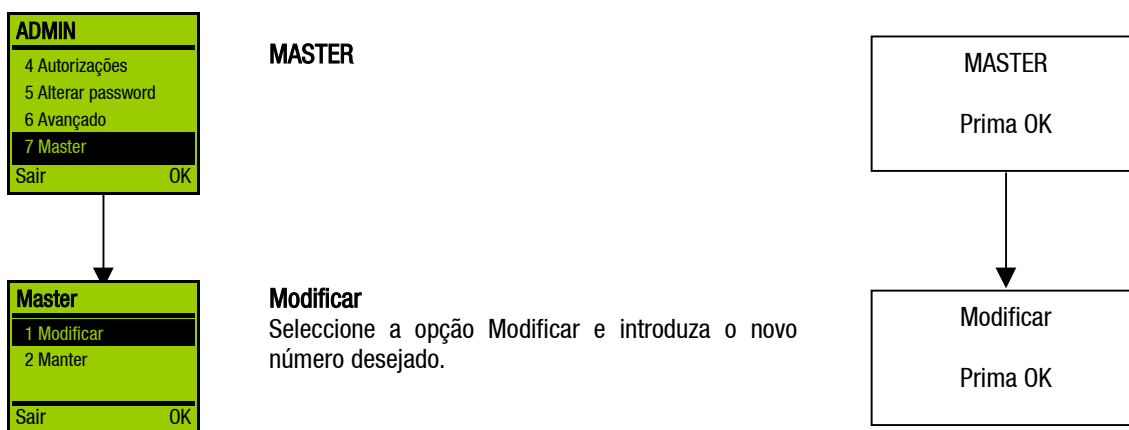 ADMIN
4 Autorizações
5 Alterar password
6 Avançado
7 Master
Sair OK
MASTER
MASTER
Prima OK
Master
1 Modificar
2 Manter
Sair OK
Modificar
Seleccione a opção Modificar e introduza o novo
número desejado.
Modificar
Prima OK